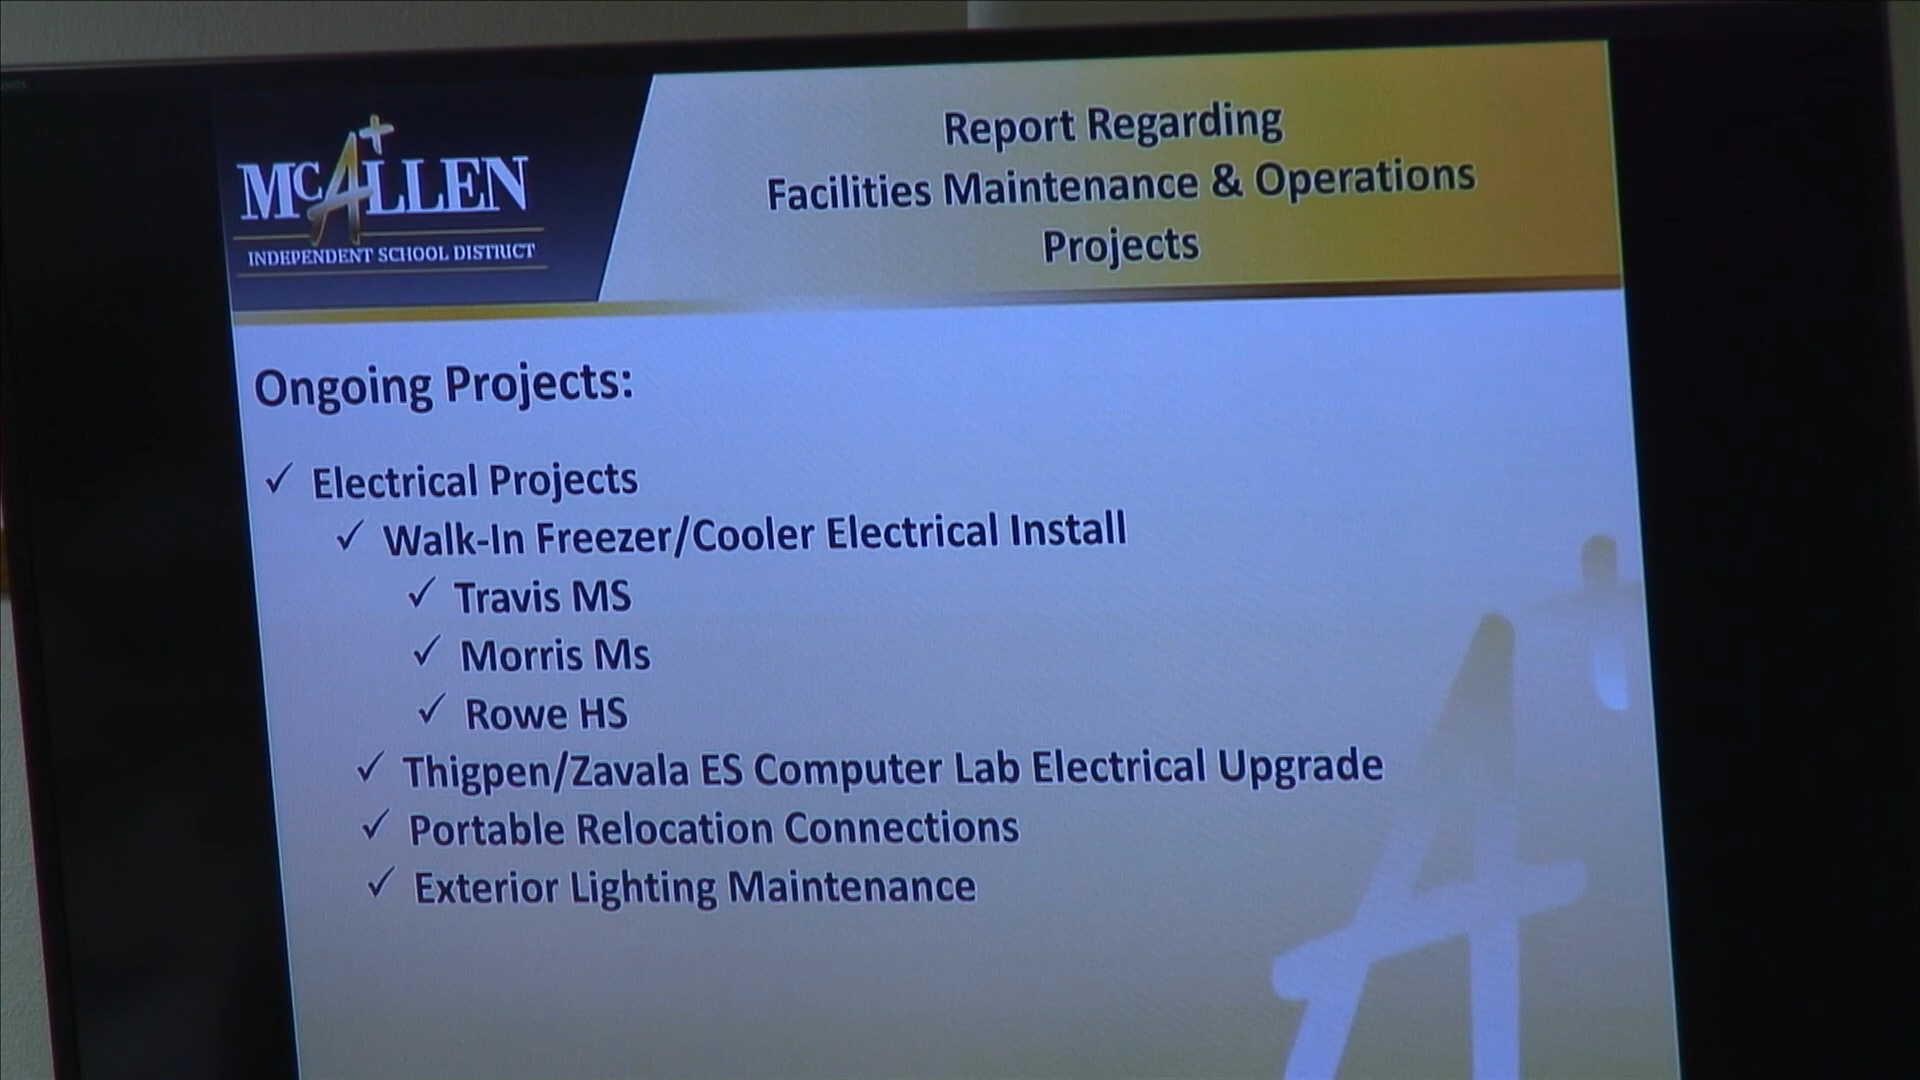 McALLEN
INDEPENDENT SCHOOL DISTRICT
Report Regarding
Facilities Maintenance & Operations
Projects
Ongoing Projects:
✓ Electrical Projects
✓ Walk-In Freezer/Cooler Electrical Install
✓ Travis MS
✓ Morris Ms
✓ Rowe HS
✓ Thigpen/Zavala ES Computer Lab Electrical Upgrade
✓ Portable Relocation Connections
✓ Exterior Lighting Maintenance